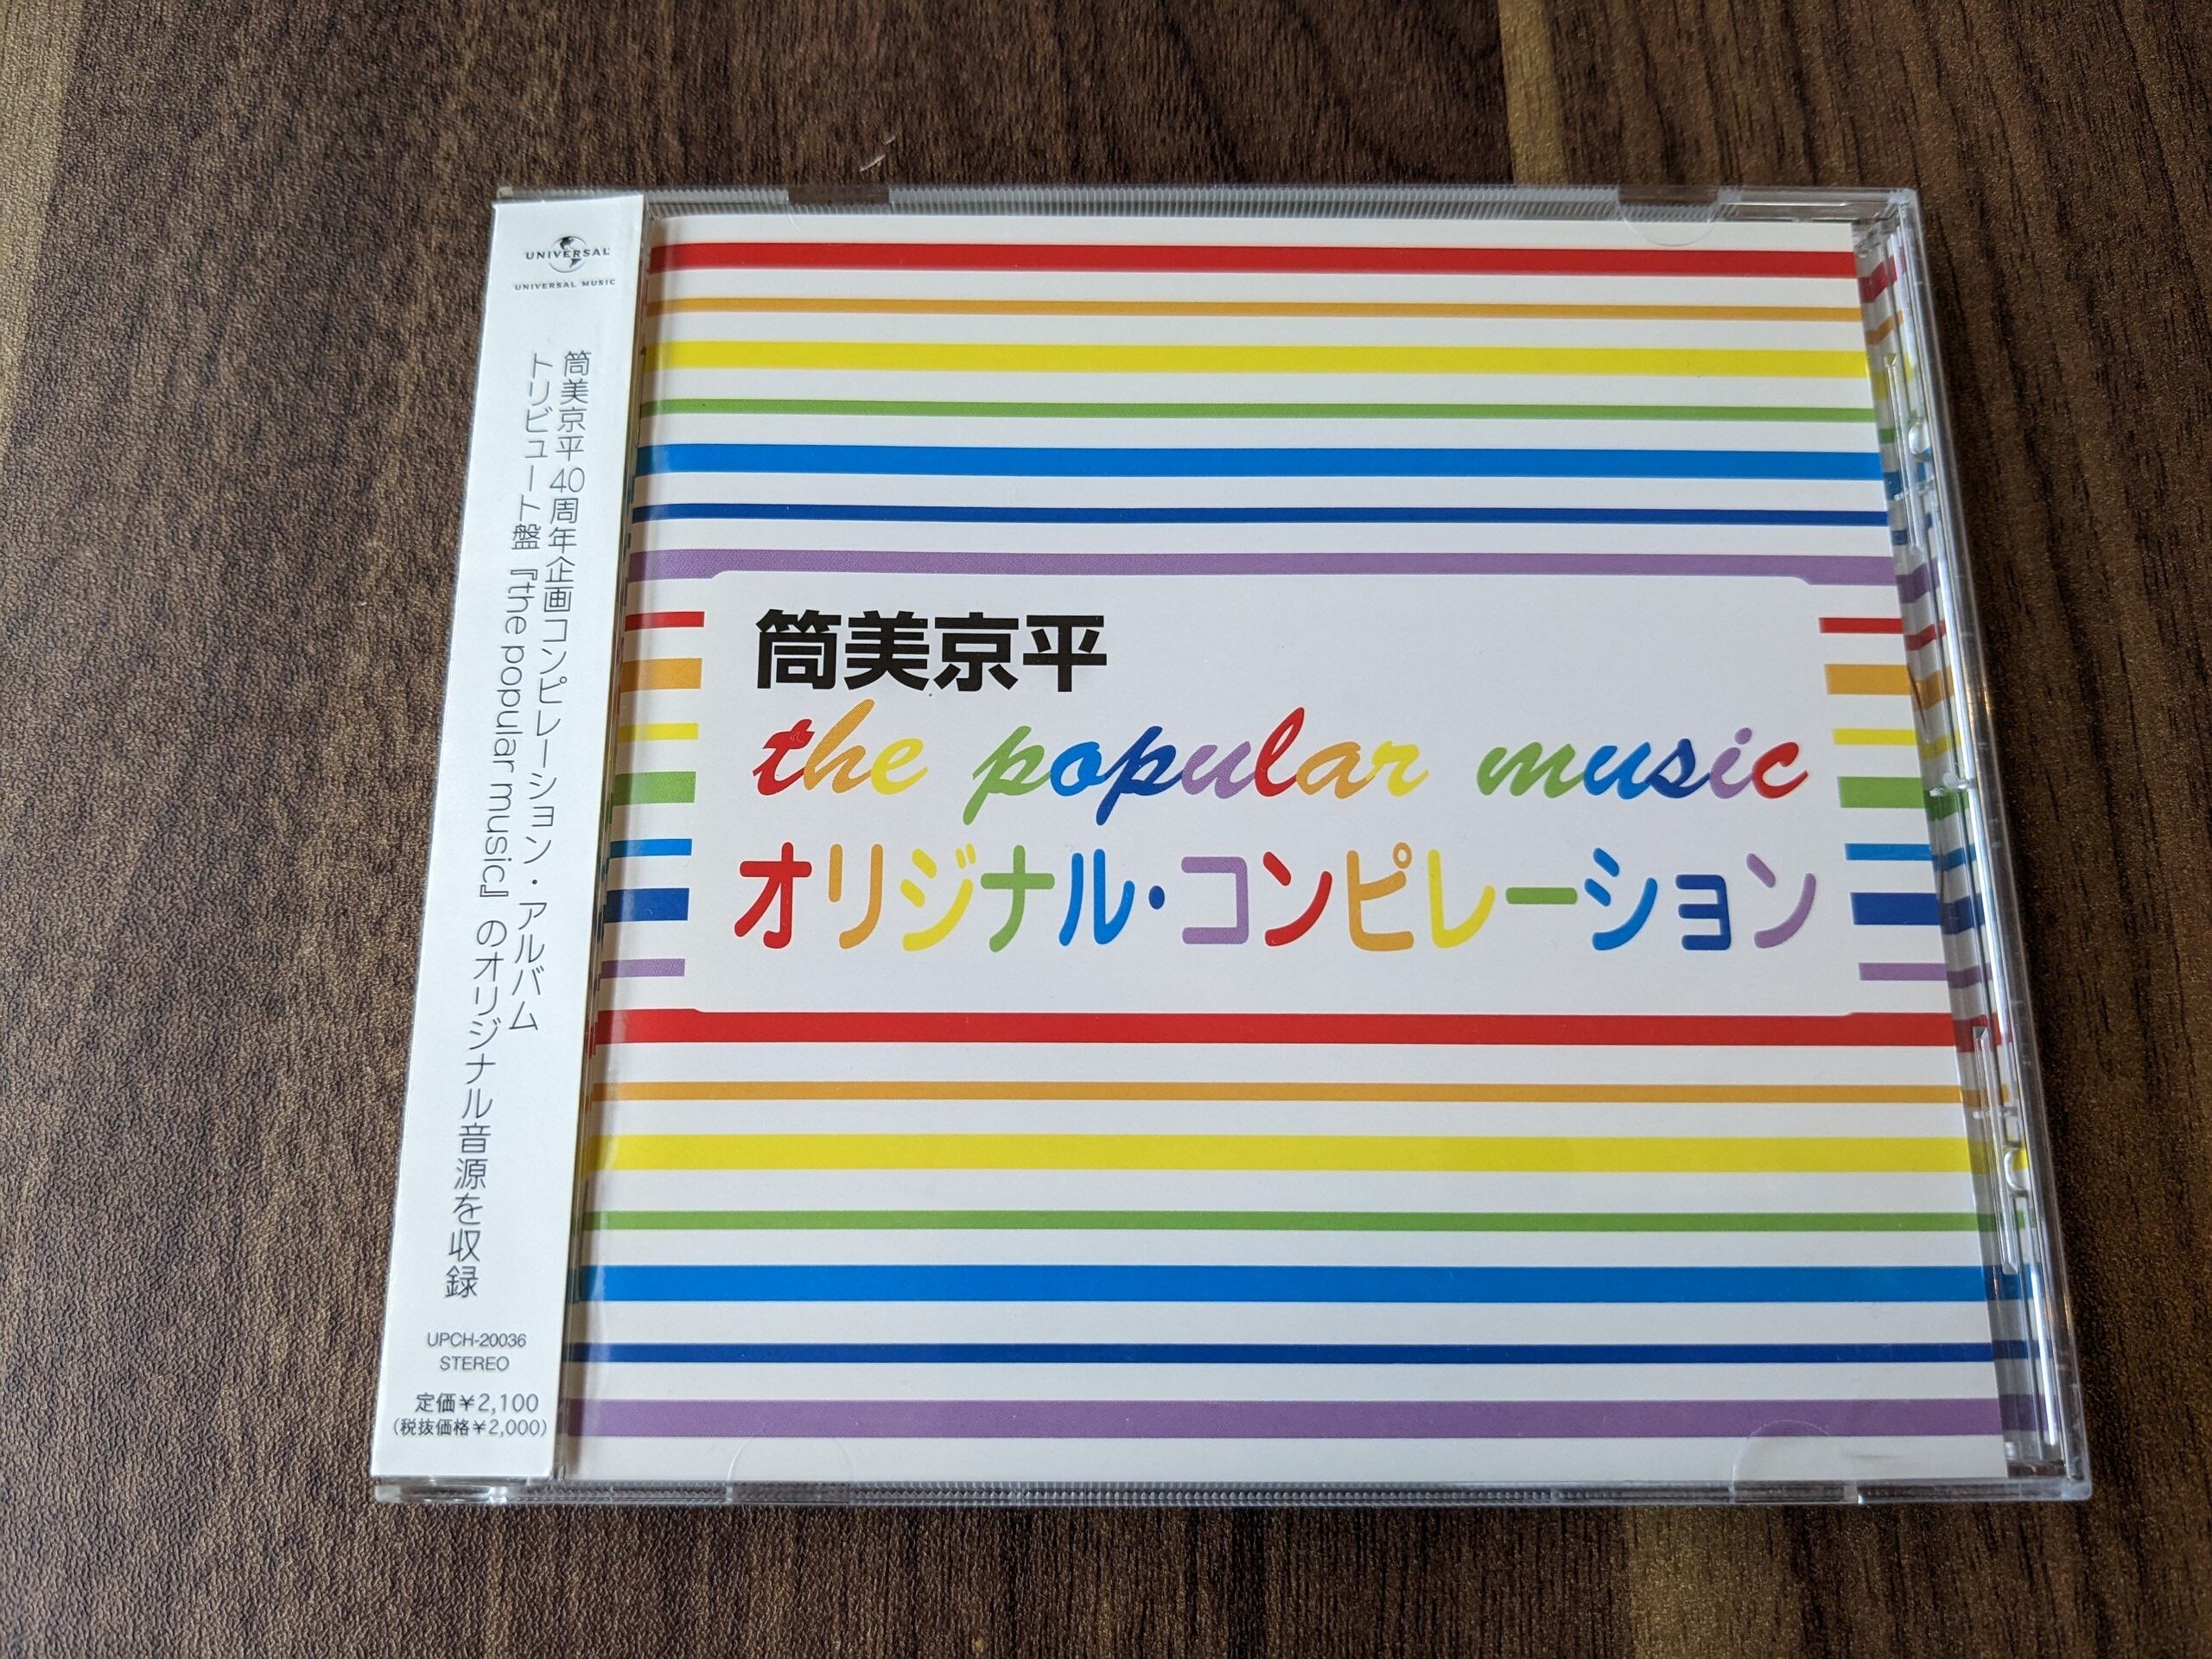 UNIVERSAL
UNIVERSAL MUSIC
筒美京平40周年企画コンピレーション・アルバム
トリビュート盤『the popular music』のオリジナル音源を収録
UPCH-20036
STEREO
定価¥2,100
(税抜価格¥2,000)
筒美京平
the popular music
オリジナル・コンピレーション